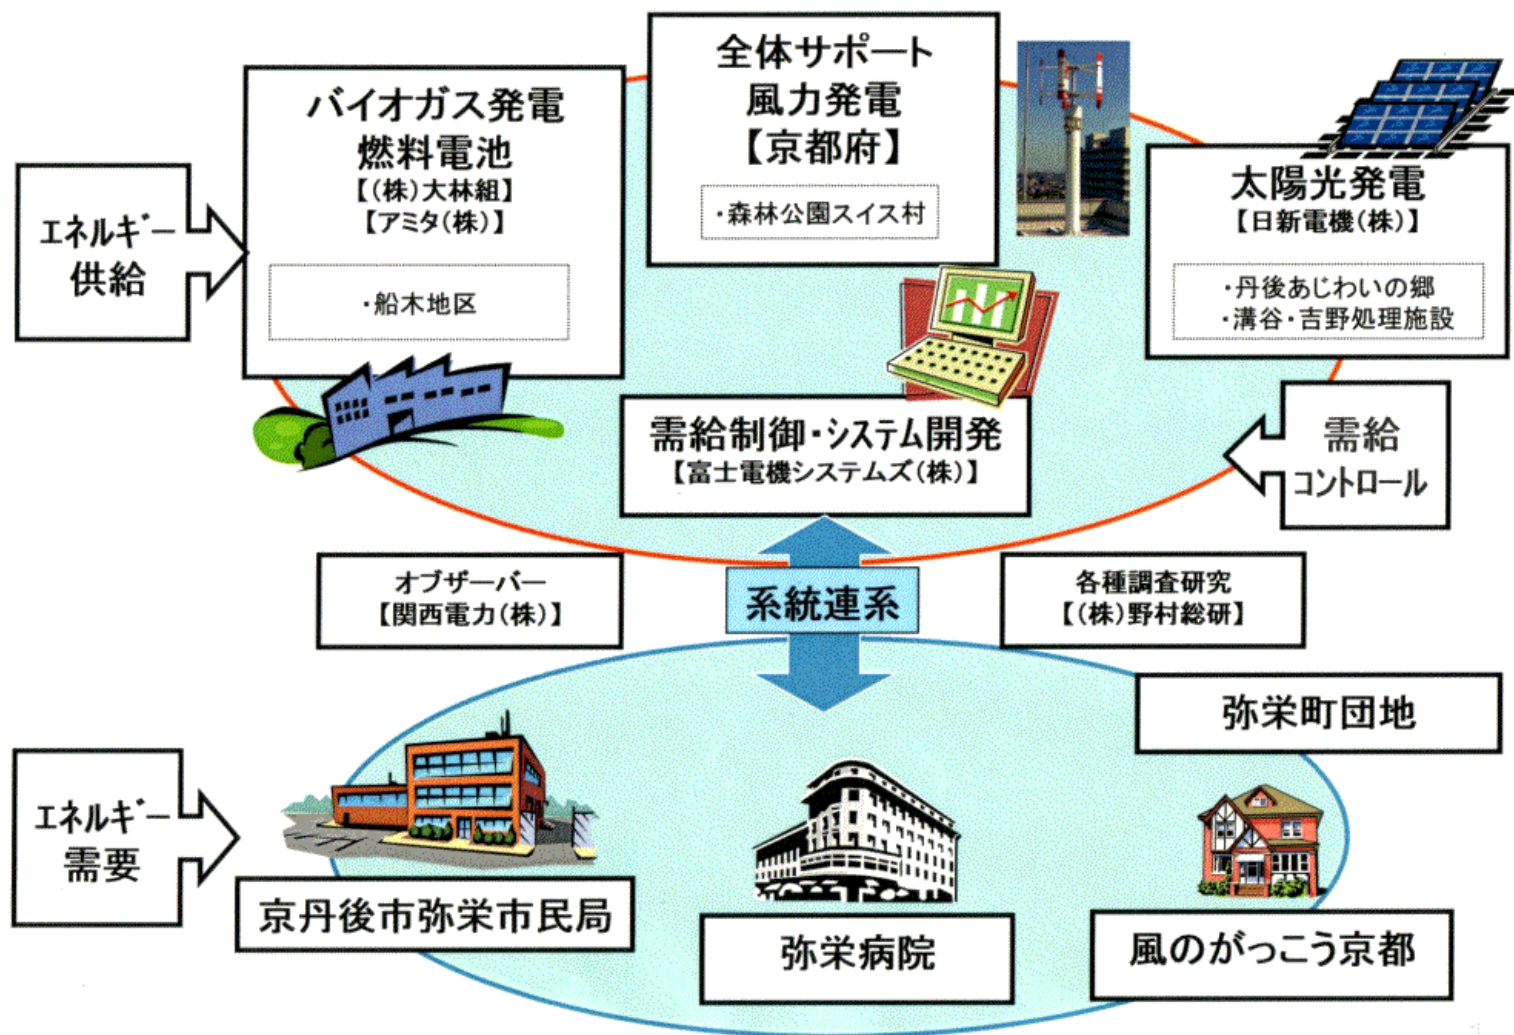 全体サポート
風力発電
【京都府】
・森林公園スイス村
バイオガス発電
燃料電池
【(株)大林組】
【アミタ(株)】
・船木地区
太陽光発電
【日新電機(株)】
・丹後あじわいの郷
・溝谷・吉野処理施設
エネルギー
供給
需給制御・システム開発
【富士電機システムズ(株)】
需給
コントロール
オブザーバー
【関西電力(株)】
系統連系
各種調査研究
【(株)野村総研】
弥栄町団地
エネルギー
需要
京丹後市弥栄市民局
弥栄病院
風のがっこう京都